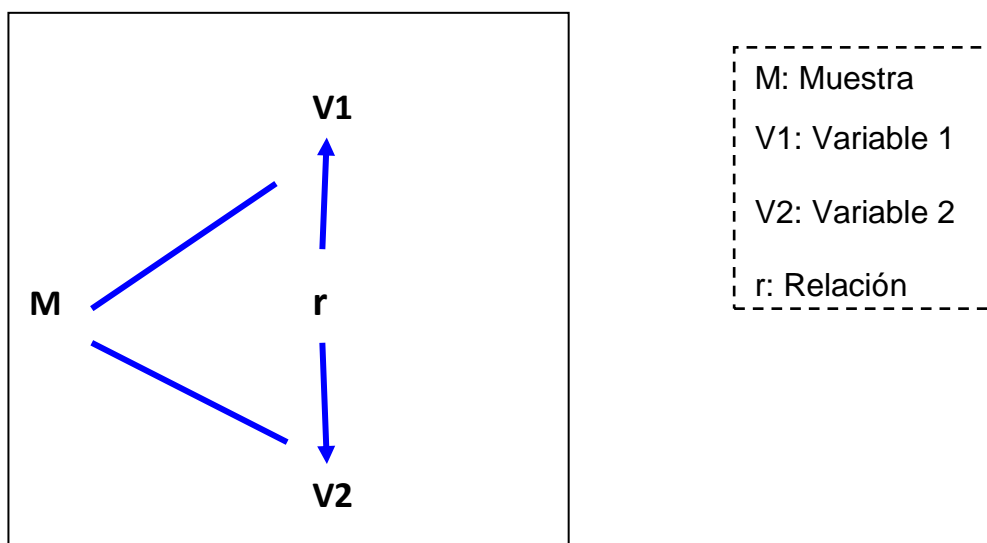 V1
M
r
V2
M: Muestra
V1: Variable 1
V2: Variable 2
r: Relación